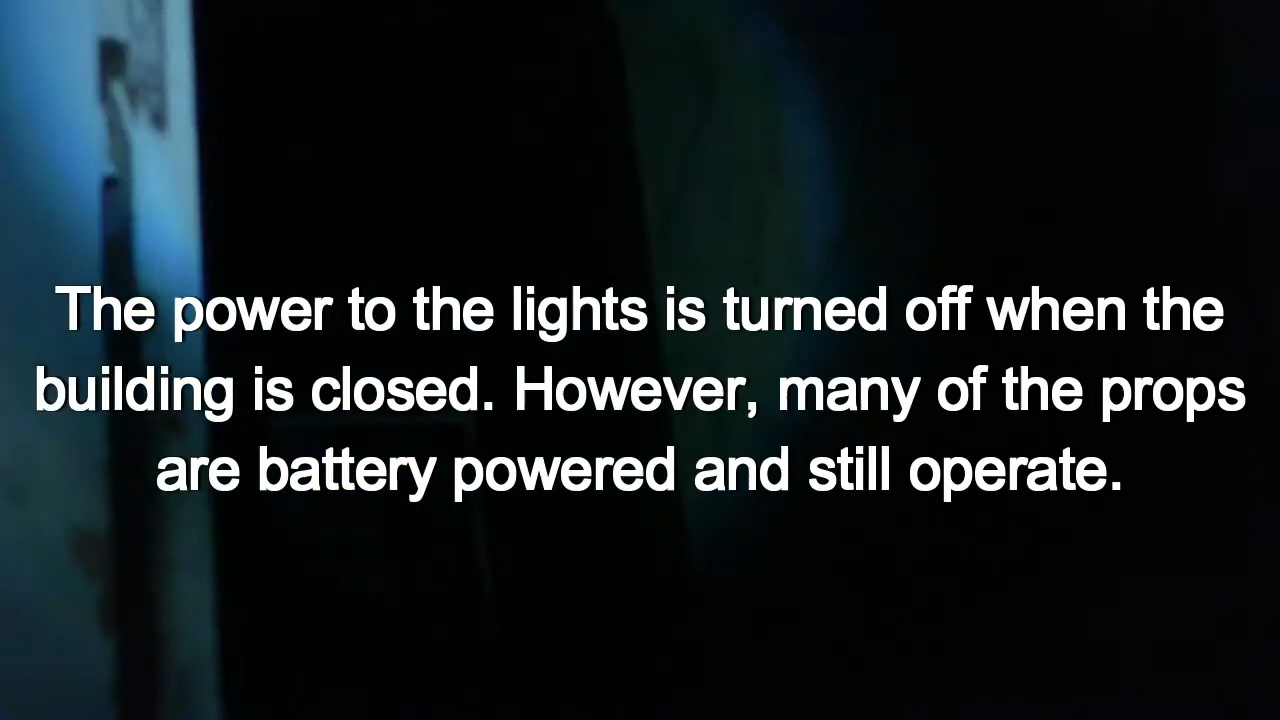 The power to the lights is turned off when the
building is closed. However, many of the props
are battery powered and still operate.